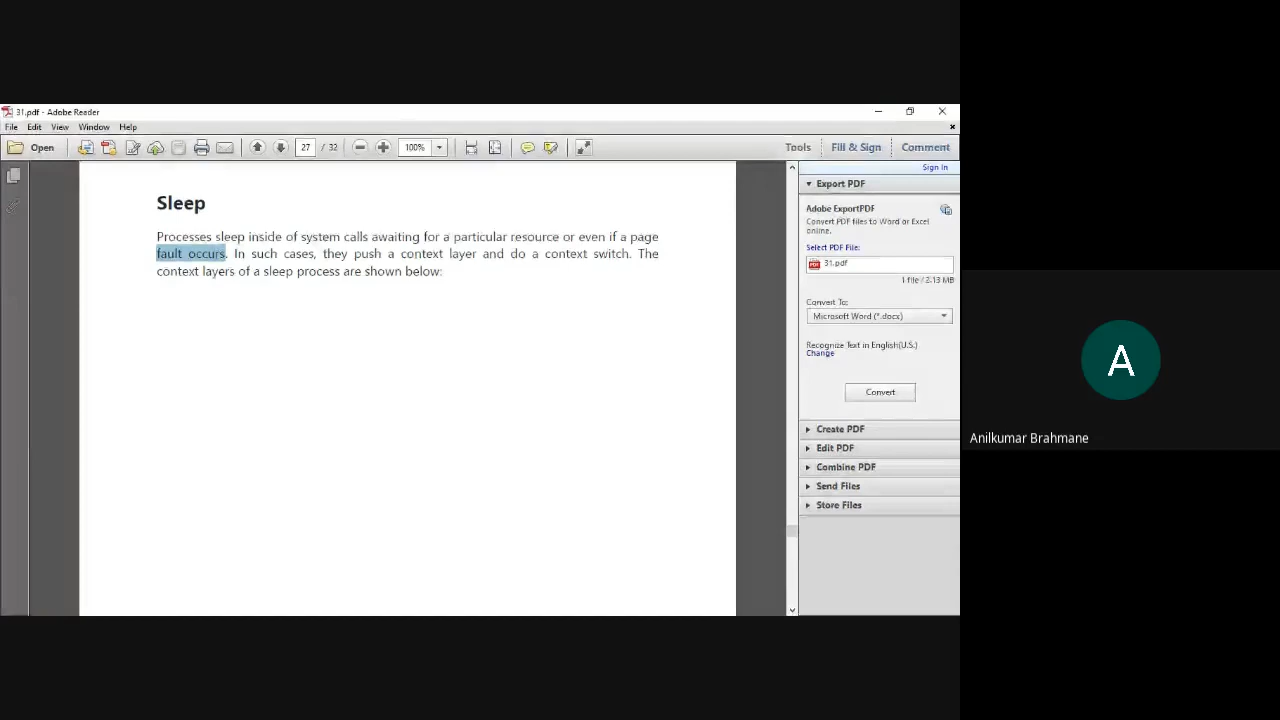 31.pdf - Adobe Reader
File Edit View Window Help
Open 27 / 32 100% Tools Fill & Sign Comment
Sign In
Sleep
Processes sleep inside of system calls awaiting for a particular resource or even if a page
fault occurs. In such cases, they push a context layer and do a context switch. The
context layers of a sleep process are shown below:
Export PDF
Adobe ExportPDF
Convert PDF files to Word or Excel
online.
Select PDF File:
31.pdf
1 file / 2.13 MB
Convert To:
Microsoft Word (*.docx)
Recognize Text in English(U.S.)
Change
Convert
Create PDF
Edit PDF
Combine PDF
Send Files
Store Files
A
Anilkumar Brahmane